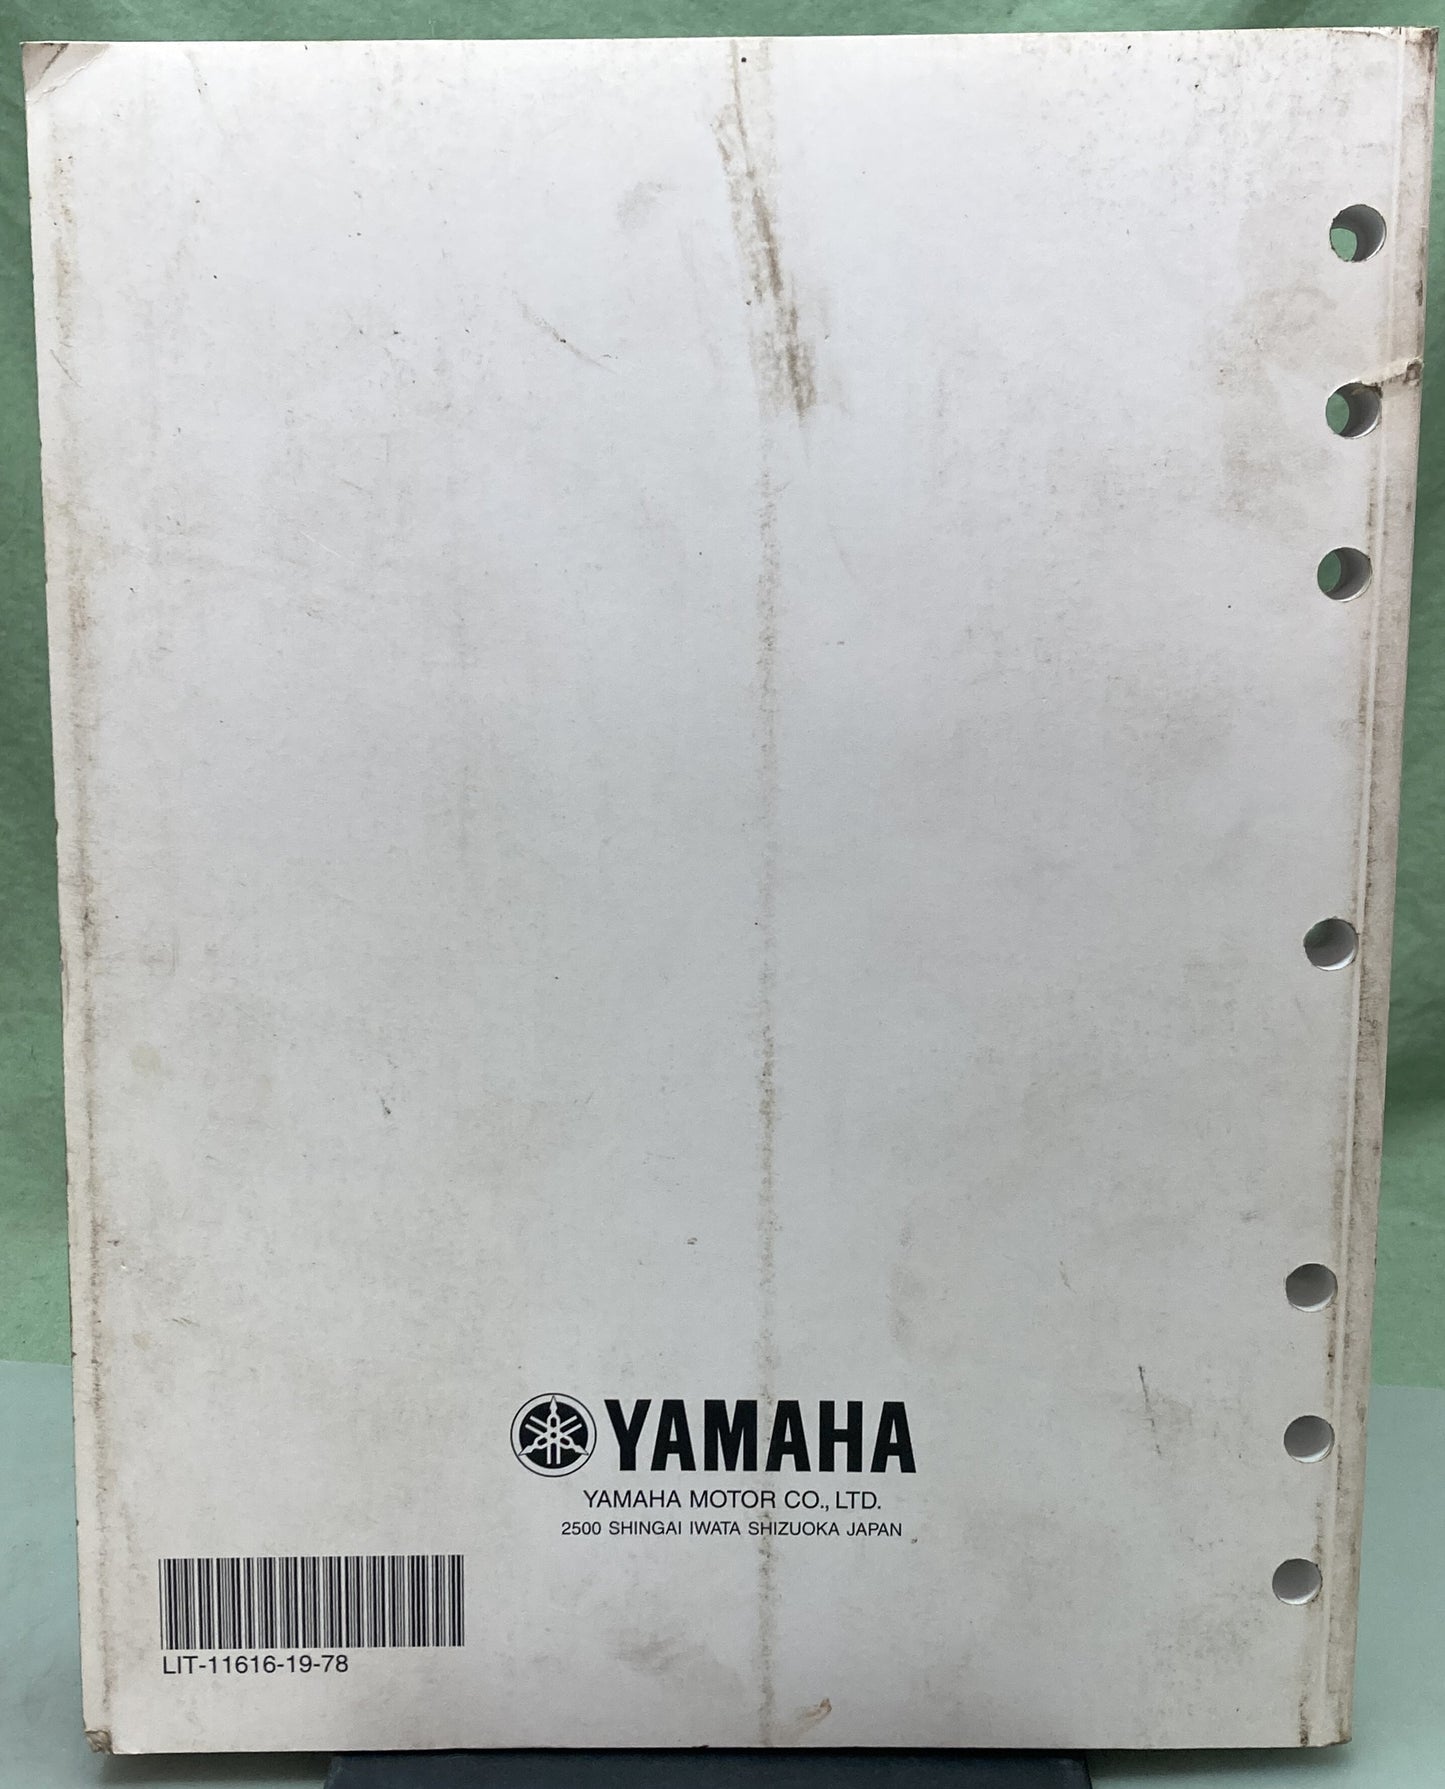 YAMAHA
YAMAHA MOTOR CO., LTD.
2500 SHINGAI IWATA SHIZUOKA JAPAN
LIT-11616-19-78